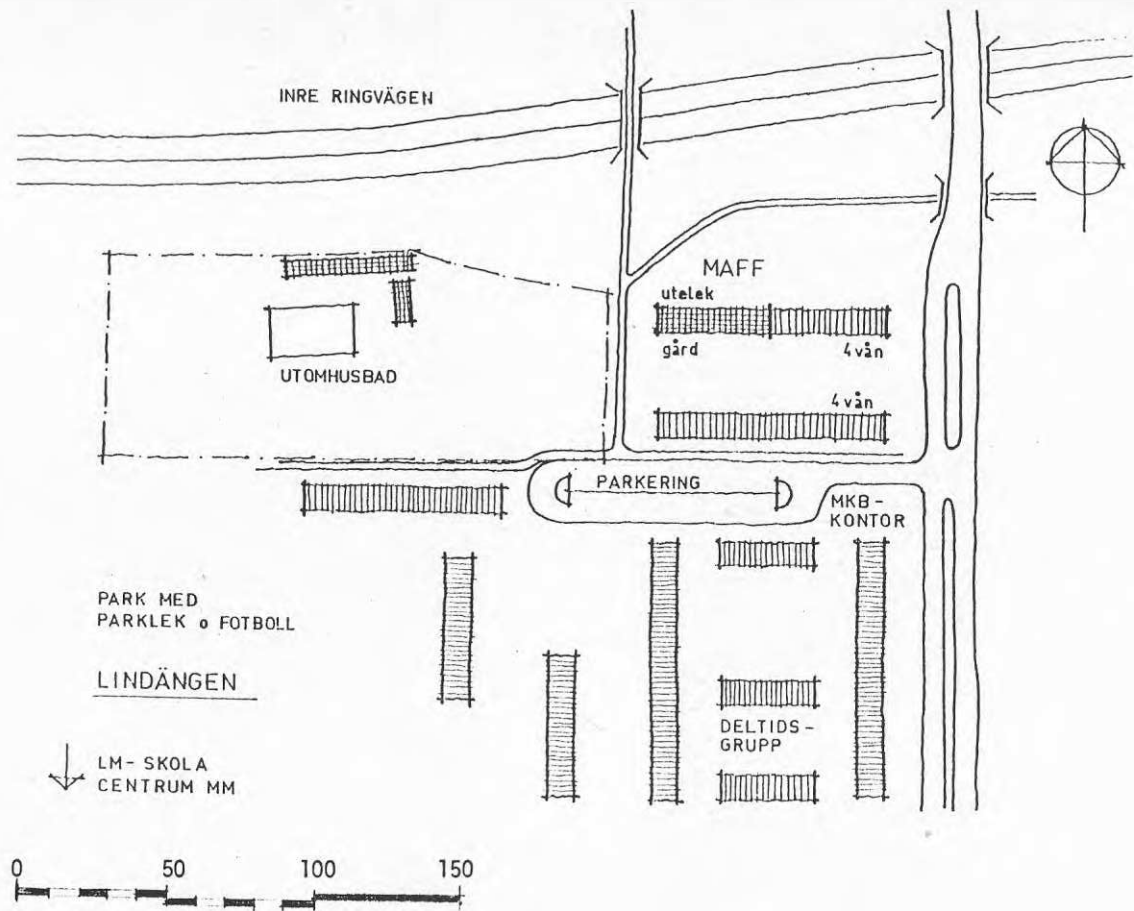 INRE RINGVÄGEN
MAFF
utelek
gård
4vån
UTOMHUSBAD
4vån
PARKERING
MKB-
KONTOR
PARK MED
PARKLEK o FOTBOLL
LINDÄNGEN
DELTIDS-
GRUPP
LM-SKOLA
CENTRUM MM
0 50 100 150